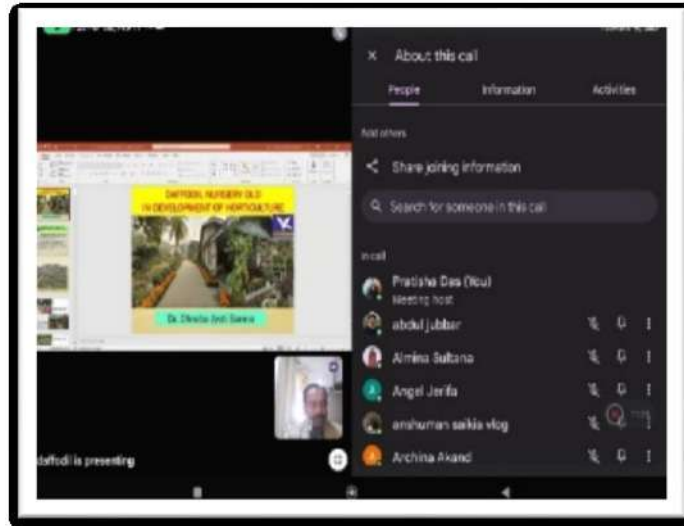 About this call
People Information Activities
Add others
Share joining information
Search for someone in this call
In call
Pratisha Das (You)
Meeting host
abdul jubbar
Almina Sultana
Angel Jerifa
anshuman saikia vlog
Archina Akand
DAFFODIL NURSERY OLD
IN DEVELOPMENT OF HORTICULTURE
daffodil is presenting